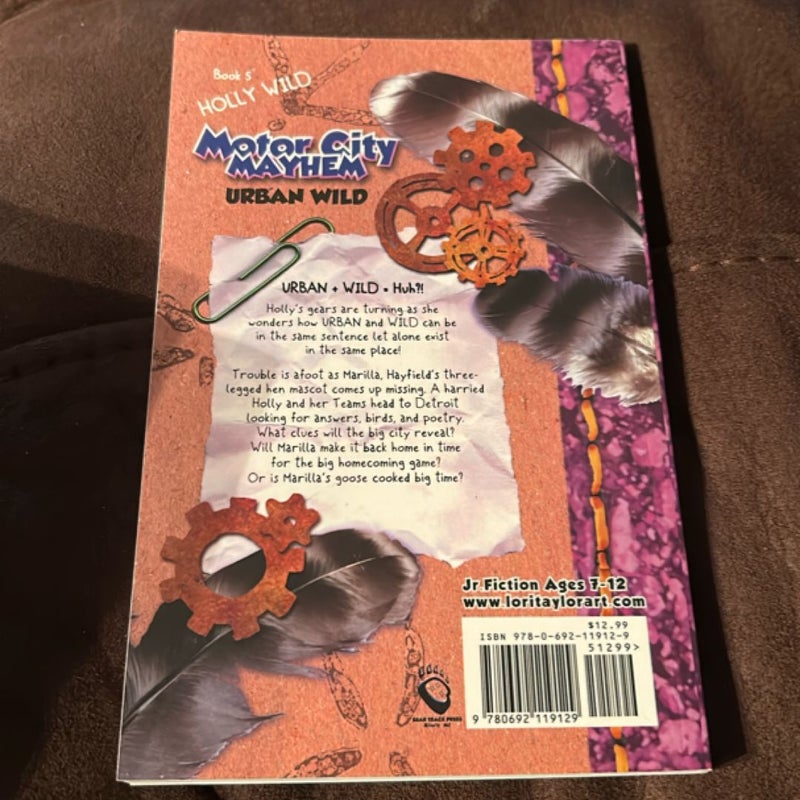 Book 5
HOLLY WILD
Motor City
MAYHEM
URBAN WILD
URBAN + WILD = Huh?!
Holly's gears are turning as she
wonders how URBAN and WILD can be
in the same sentence let alone exist
in the same place!
Trouble is afoot as Marilla, Hayfield's three-
legged hen mascot comes up missing. A harried
Holly and her Teams head to Detroit
looking for answers, birds, and poetry.
What clues will the big city reveal?
Will Marilla make it back home in time
for the big homecoming game?
Or is Marilla's goose cooked big time?
Jr Fiction Ages 7-12
www.loritaylorart.com
$12.99
ISBN 978-0-692-11912-9
51299>
9 780692 119129
BEAR TRACK PRESS